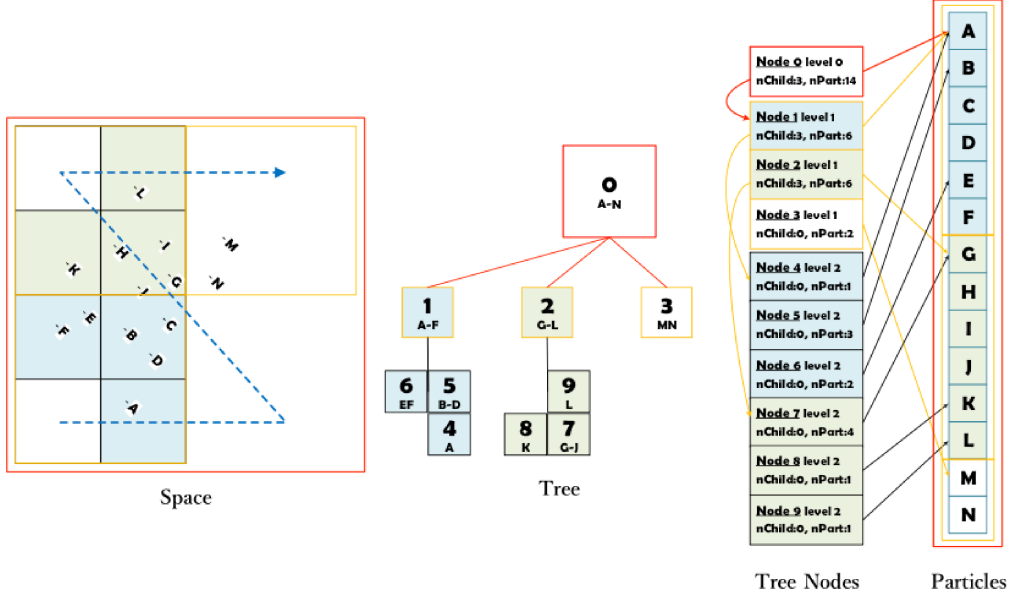 L
M
I
H
K
N
G
J
E
C
F
B
D
A
Space
0
A-N
1
A-F
2
G-L
3
MN
6
EF
5
B-D
4
A
9
L
8
K
7
G-J
Tree
Node 0 level 0
nChild:3, nPart:14
Node 1 level 1
nChild:3, nPart:6
Node 2 level 1
nChild:3, nPart:6
Node 3 level 1
nChild:0, nPart:2
Node 4 level 2
nChild:0, nPart:1
Node 5 level 2
nChild:0, nPart:3
Node 6 level 2
nChild:0, nPart:2
Node 7 level 2
nChild:0, nPart:4
Node 8 level 2
nChild:0, nPart:1
Node 9 level 2
nChild:0, nPart:1
Tree Nodes
A
B
C
D
E
F
G
H
I
J
K
L
M
N
Particles